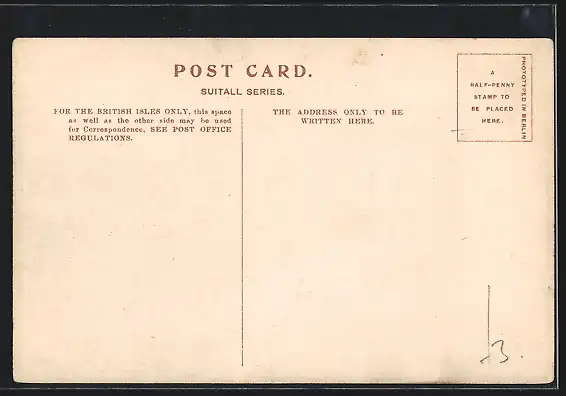 POST CARD.
SUITALL SERIES.
FOR THE BRITISH ISLES ONLY, this space
as well as the other side may be used
for Correspondence, SEE POST OFFICE
REGULATIONS.
THE ADDRESS ONLY TO BE
WRITTEN HERE.
A
HALF-PENNY
STAMP TO
BE PLACED
HERE.
PHOTOTYPED IN BERLIN
3.